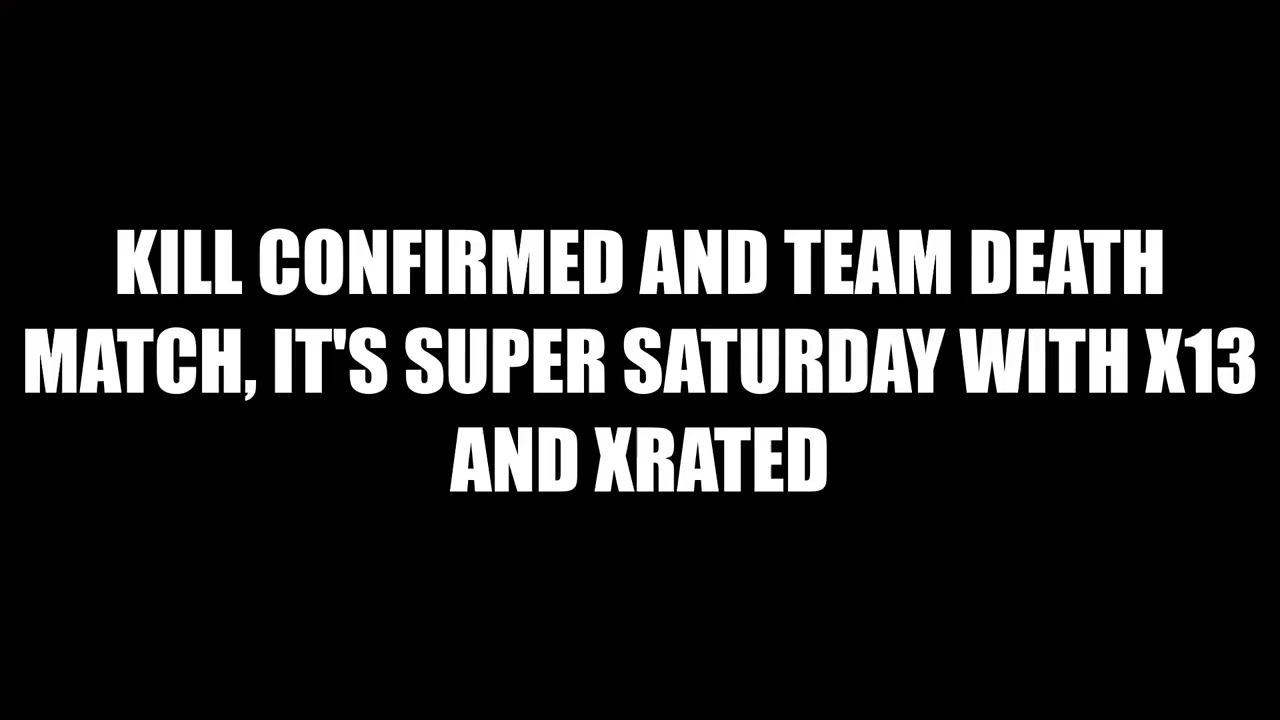 KILL CONFIRMED AND TEAM DEATH
MATCH, IT'S SUPER SATURDAY WITH X13
AND XRATED